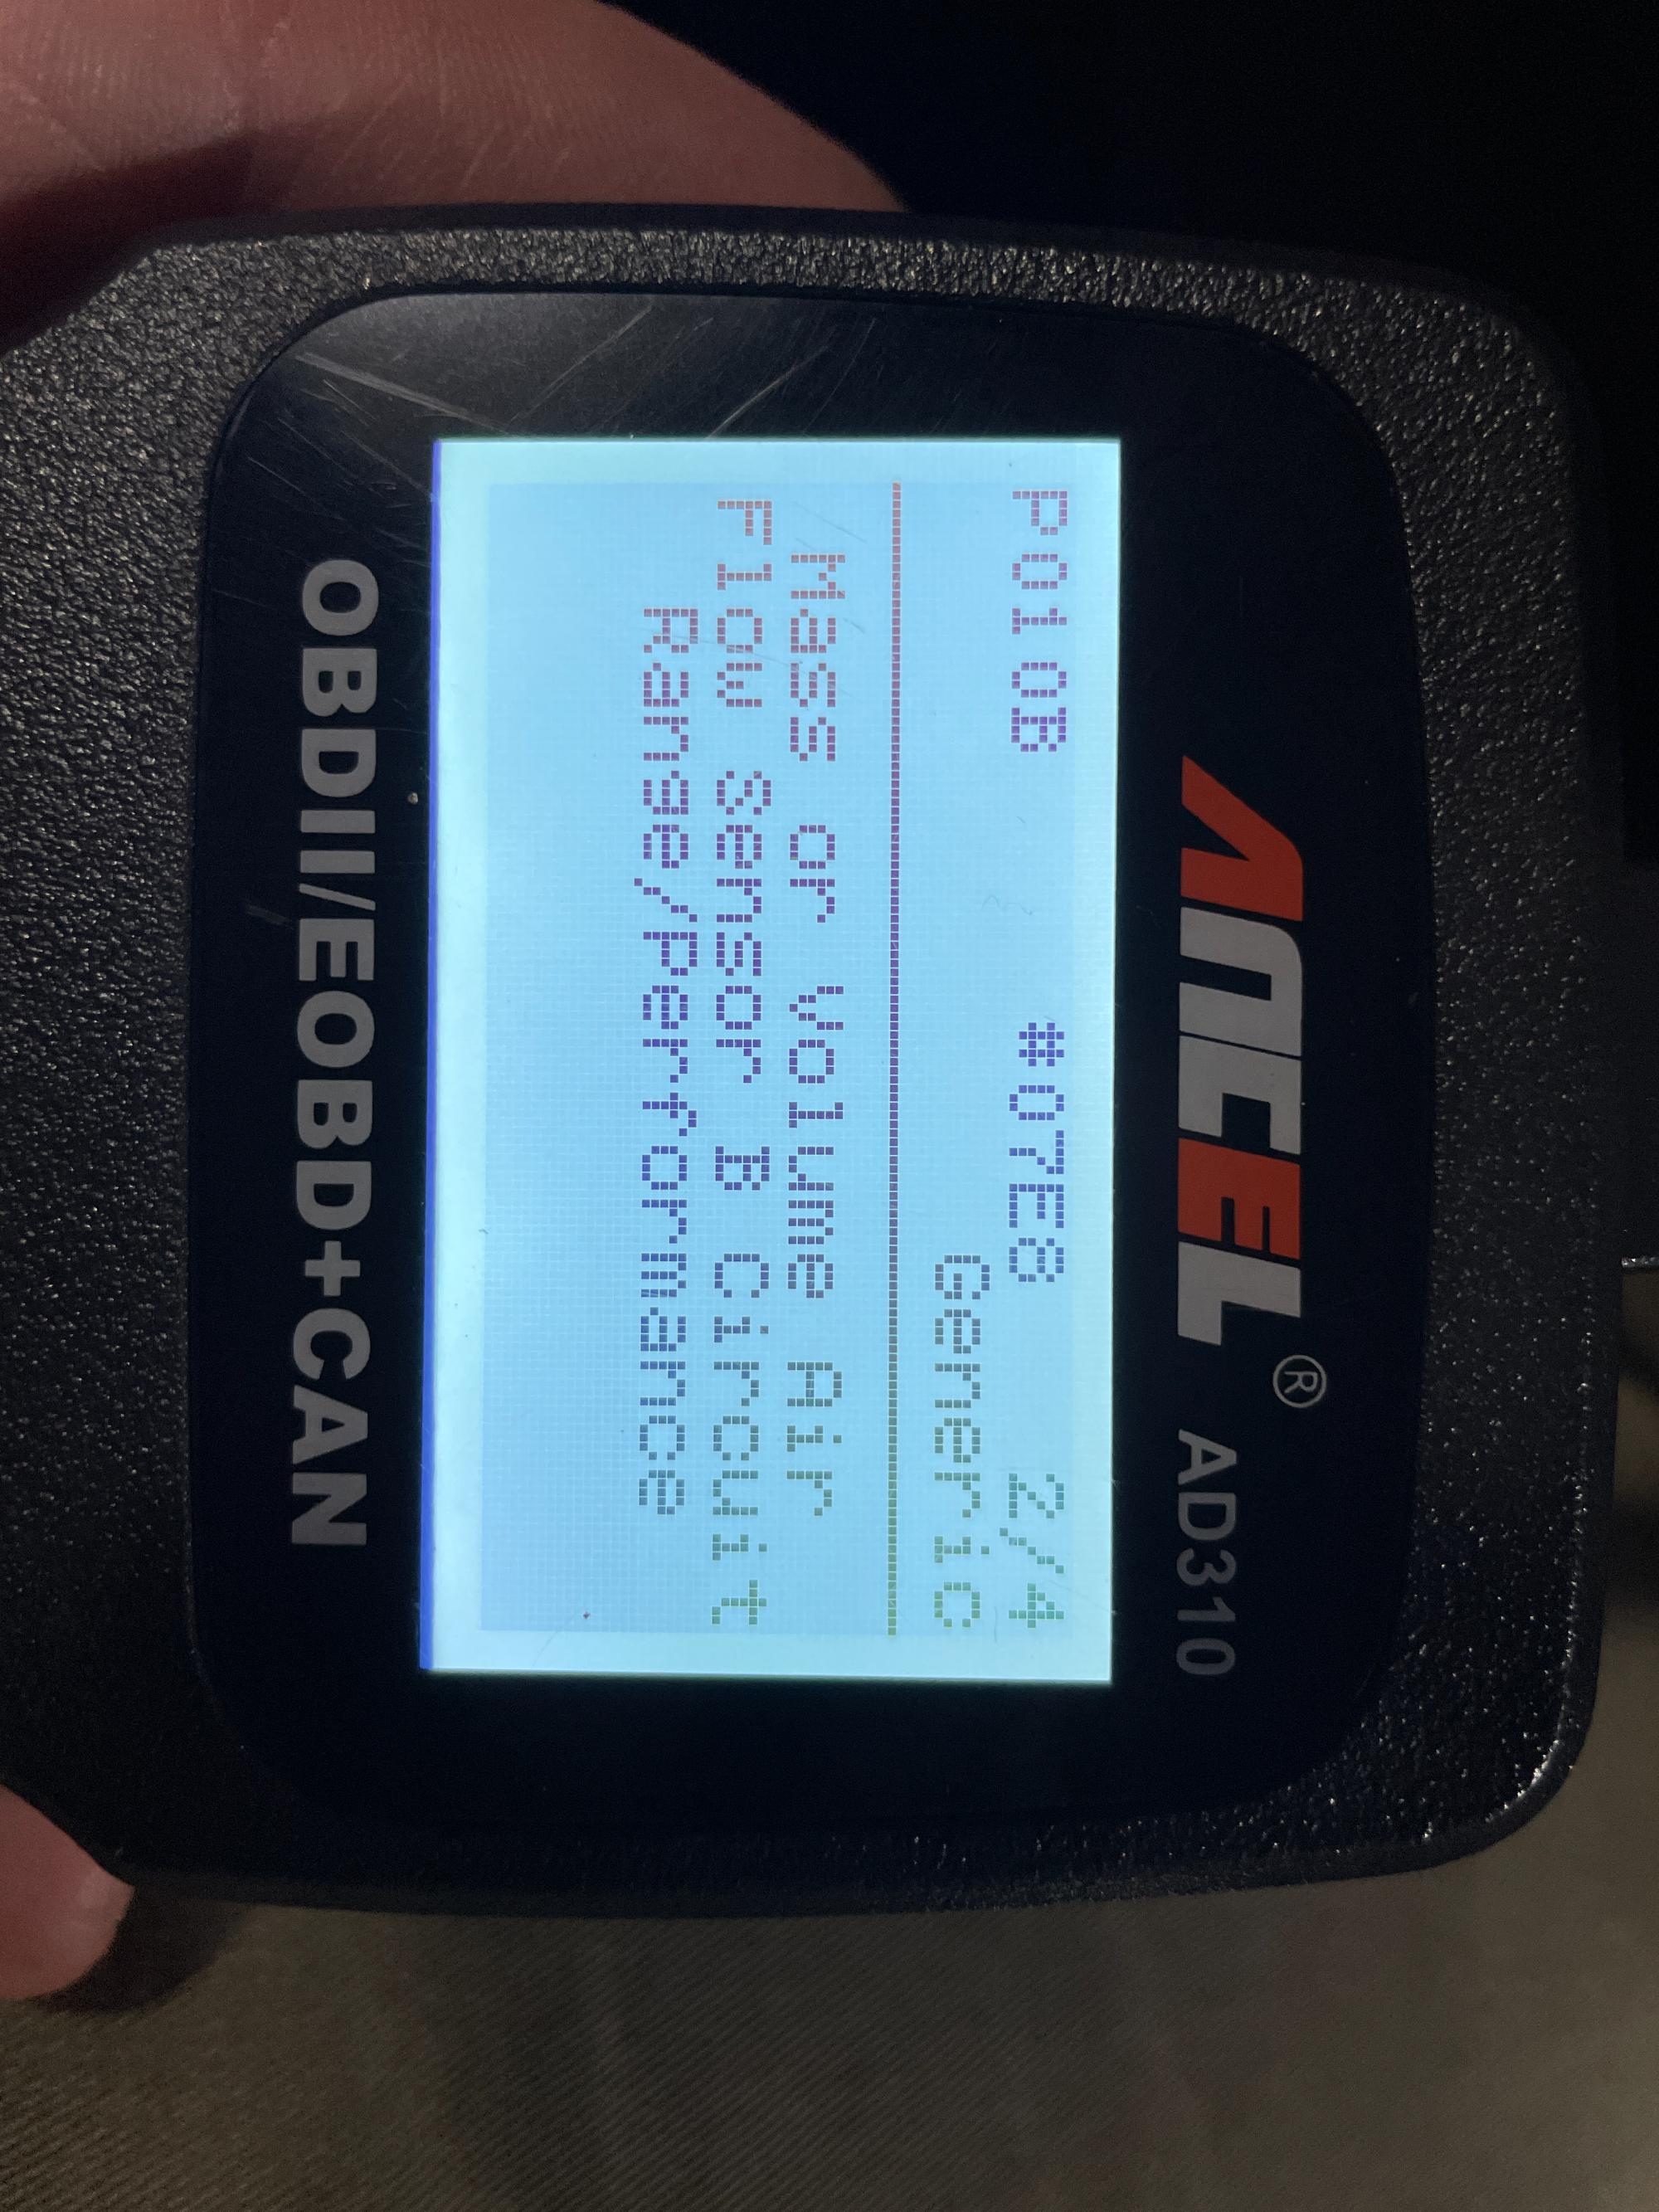 ANCEL® AD310
P010B #07E8 2/4
Generic
Mass or Volume Air
Flow Sensor B Circuit
Range/Performance
OBDII/EOBD+CAN